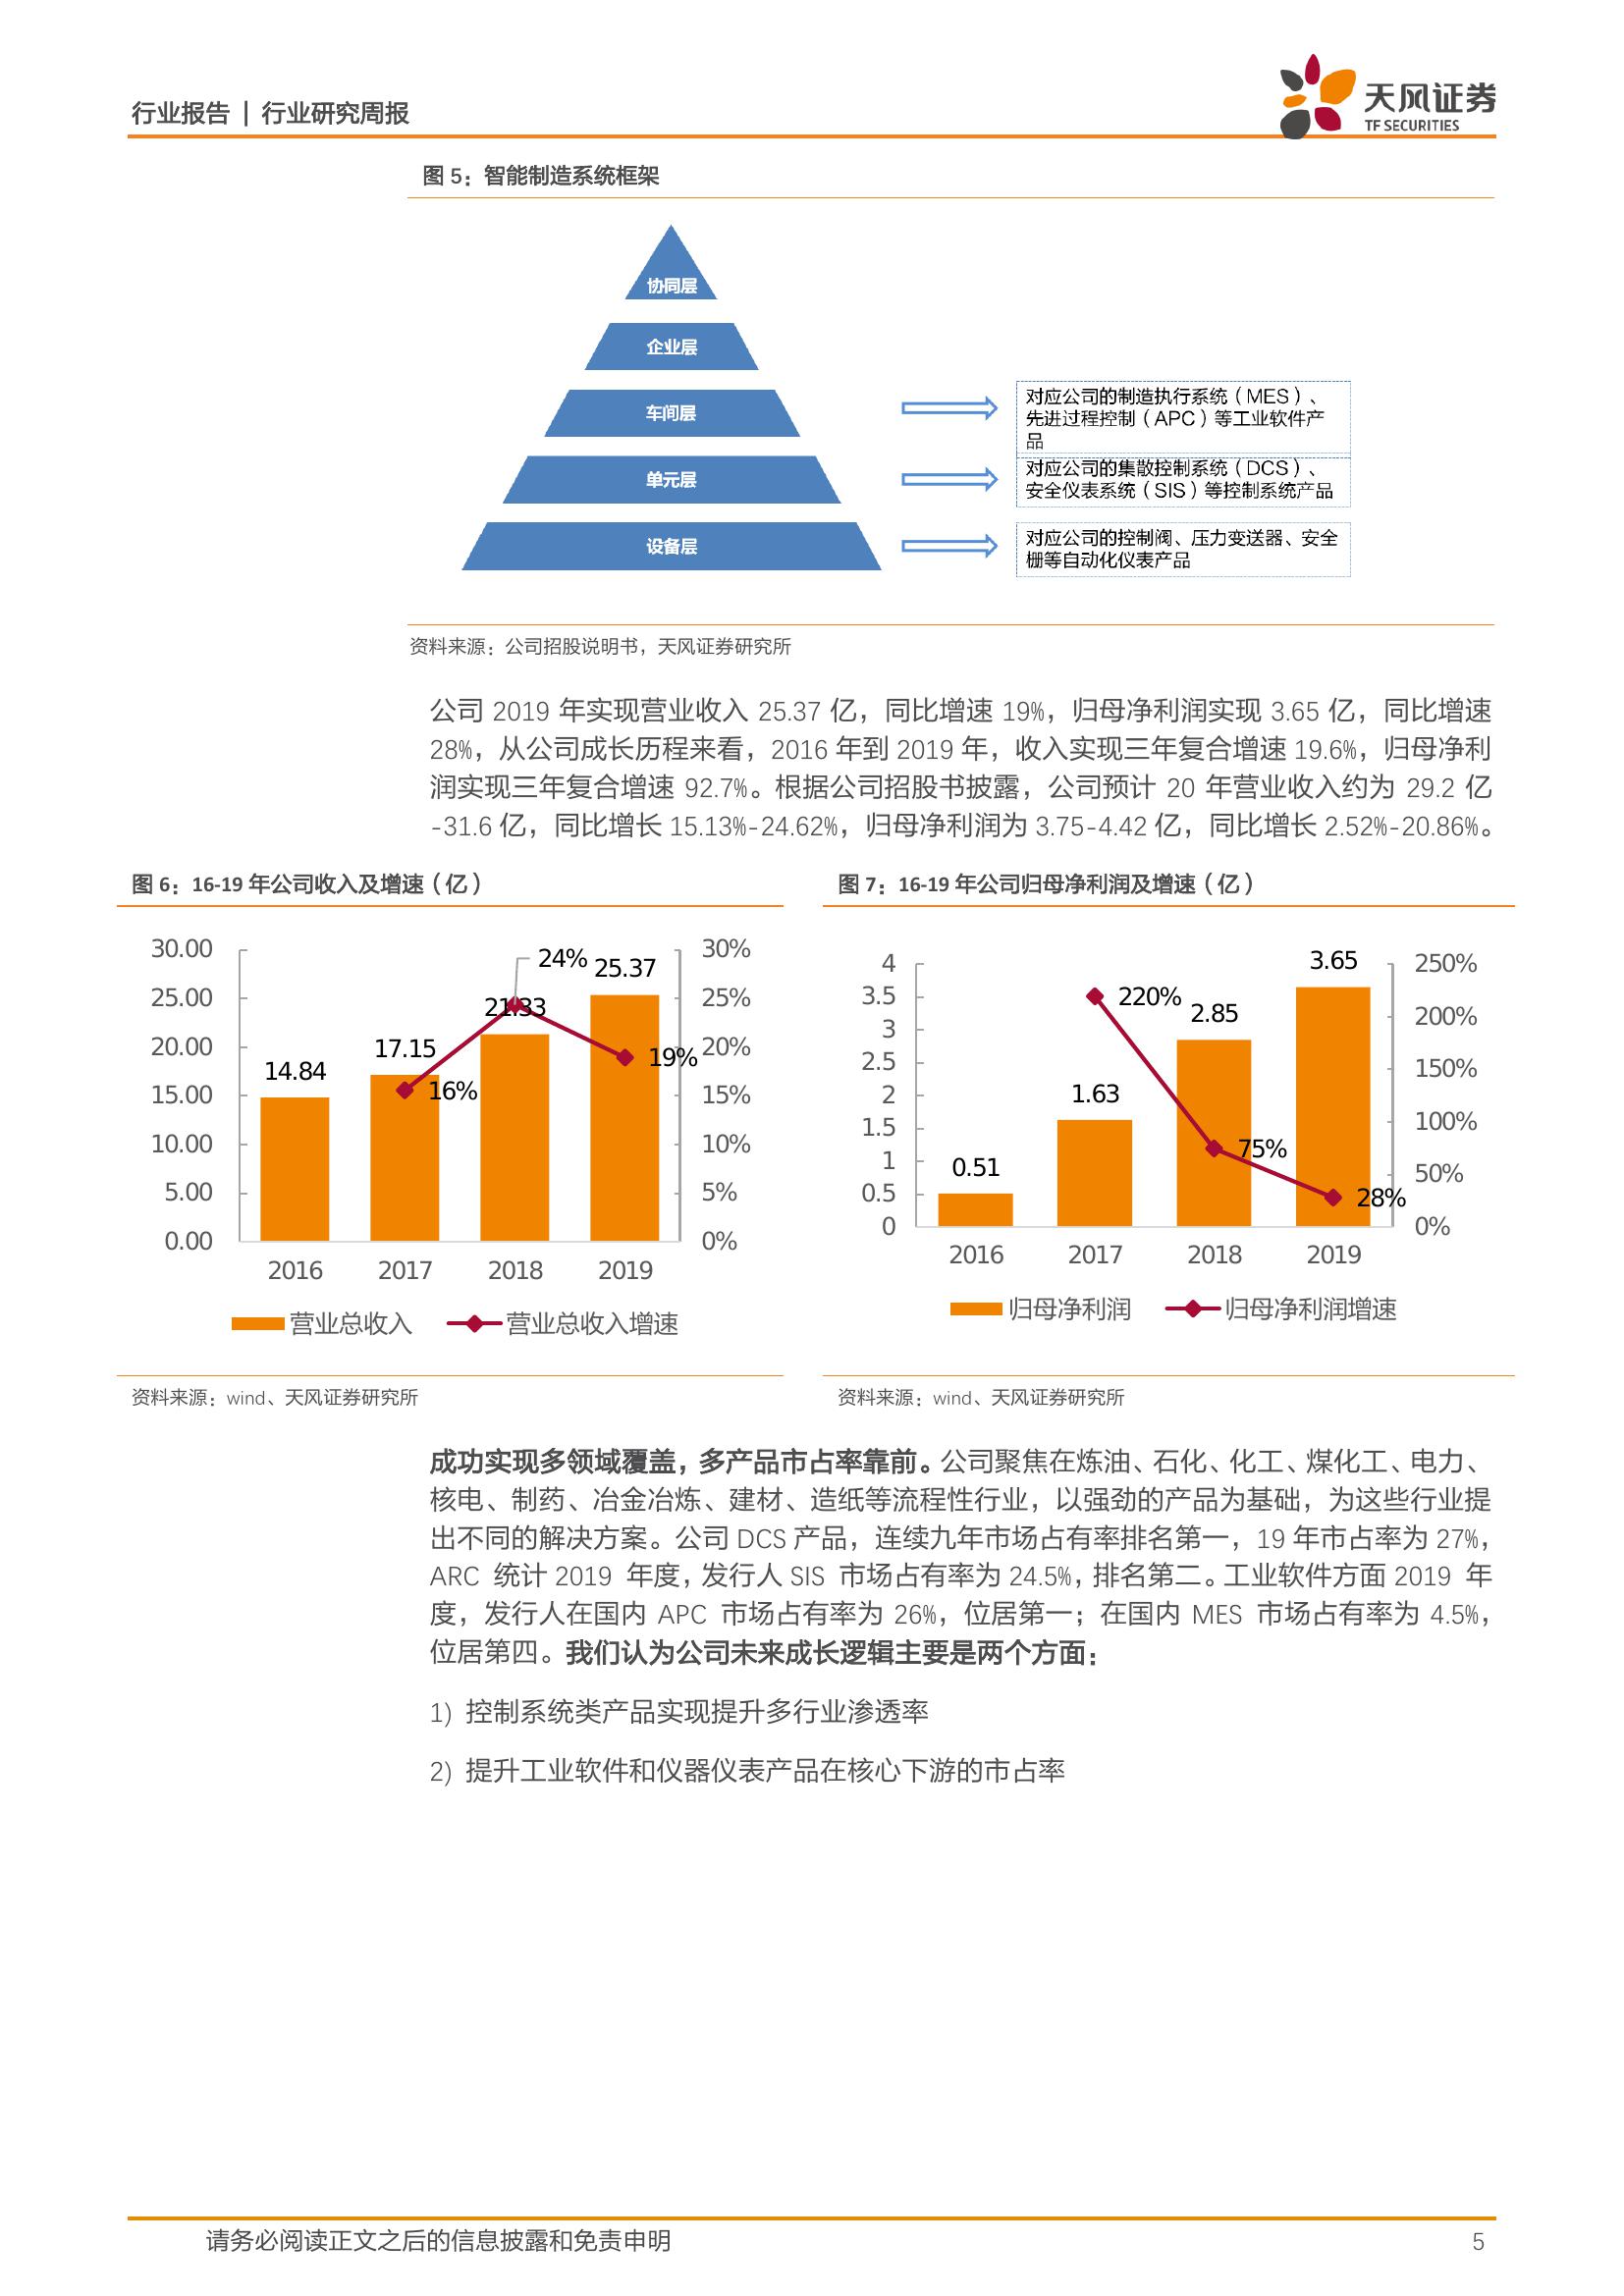 行业报告 | 行业研究周报
天风证券
TF SECURITIES
图 5：智能制造系统框架
协同层
企业层
车间层
单元层
设备层
对应公司的制造执行系统（MES）、
先进过程控制（APC）等工业软件产
品
对应公司的集散控制系统（DCS）、
安全仪表系统（SIS）等控制系统产品
对应公司的控制阀、压力变送器、安全
栅等自动化仪表产品
资料来源：公司招股说明书，天风证券研究所
公司 2019 年实现营业收入 25.37 亿，同比增速 19%，归母净利润实现 3.65 亿，同比增速
28%，从公司成长历程来看，2016 年到 2019 年，收入实现三年复合增速 19.6%，归母净利
润实现三年复合增速 92.7%。根据公司招股书披露，公司预计 20 年营业收入约为 29.2 亿
-31.6 亿，同比增长 15.13%-24.62%，归母净利润为 3.75-4.42 亿，同比增长 2.52%-20.86%。
图 6：16-19 年公司收入及增速（亿）
30.00
25.00
20.00
15.00
10.00
5.00
0.00
14.84
17.15
21.33
25.37
16%
24%
19%
30%
25%
20%
15%
10%
5%
0%
2016
2017
2018
2019
营业总收入
营业总收入增速
资料来源：wind、天风证券研究所
图 7：16-19 年公司归母净利润及增速（亿）
4
3.5
3
2.5
2
1.5
1
0.5
0
0.51
1.63
2.85
3.65
220%
75%
28%
250%
200%
150%
100%
50%
0%
2016
2017
2018
2019
归母净利润
归母净利润增速
资料来源：wind、天风证券研究所
成功实现多领域覆盖，多产品市占率靠前。公司聚焦在炼油、石化、化工、煤化工、电力、
核电、制药、冶金冶炼、建材、造纸等流程性行业，以强劲的产品为基础，为这些行业提
出不同的解决方案。公司 DCS 产品，连续九年市场占有率排名第一，19 年市占率为 27%，
ARC 统计 2019 年度，发行人 SIS 市场占有率为 24.5%，排名第二。工业软件方面 2019 年
度，发行人在国内 APC 市场占有率为 26%，位居第一；在国内 MES 市场占有率为 4.5%，
位居第四。我们认为公司未来成长逻辑主要是两个方面：
1) 控制系统类产品实现提升多行业渗透率
2) 提升工业软件和仪器仪表产品在核心下游的市占率
请务必阅读正文之后的信息披露和免责申明
5